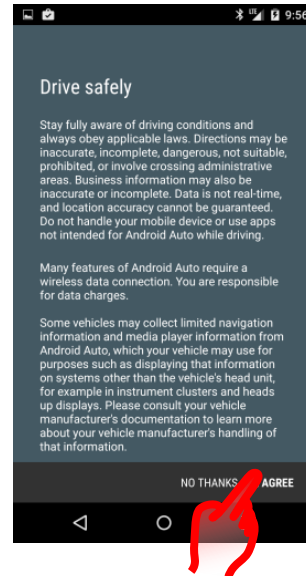 LTE 9:56
Drive safely
Stay fully aware of driving conditions and
always obey applicable laws. Directions may be
inaccurate, incomplete, dangerous, not suitable,
prohibited, or involve crossing administrative
areas. Business information may also be
inaccurate or incomplete. Data is not real-time,
and location accuracy cannot be guaranteed.
Do not handle your mobile device or use apps
not intended for Android Auto while driving.
Many features of Android Auto require a
wireless data connection. You are responsible
for data charges.
Some vehicles may collect limited navigation
information and media player information from
Android Auto, which your vehicle may use for
purposes such as displaying that information
on systems other than the vehicle's head unit,
for example in instrument clusters and heads
up displays. Please consult your vehicle
manufacturer's documentation to learn more
about your vehicle manufacturer's handling of
that information.
NO THANKS AGREE